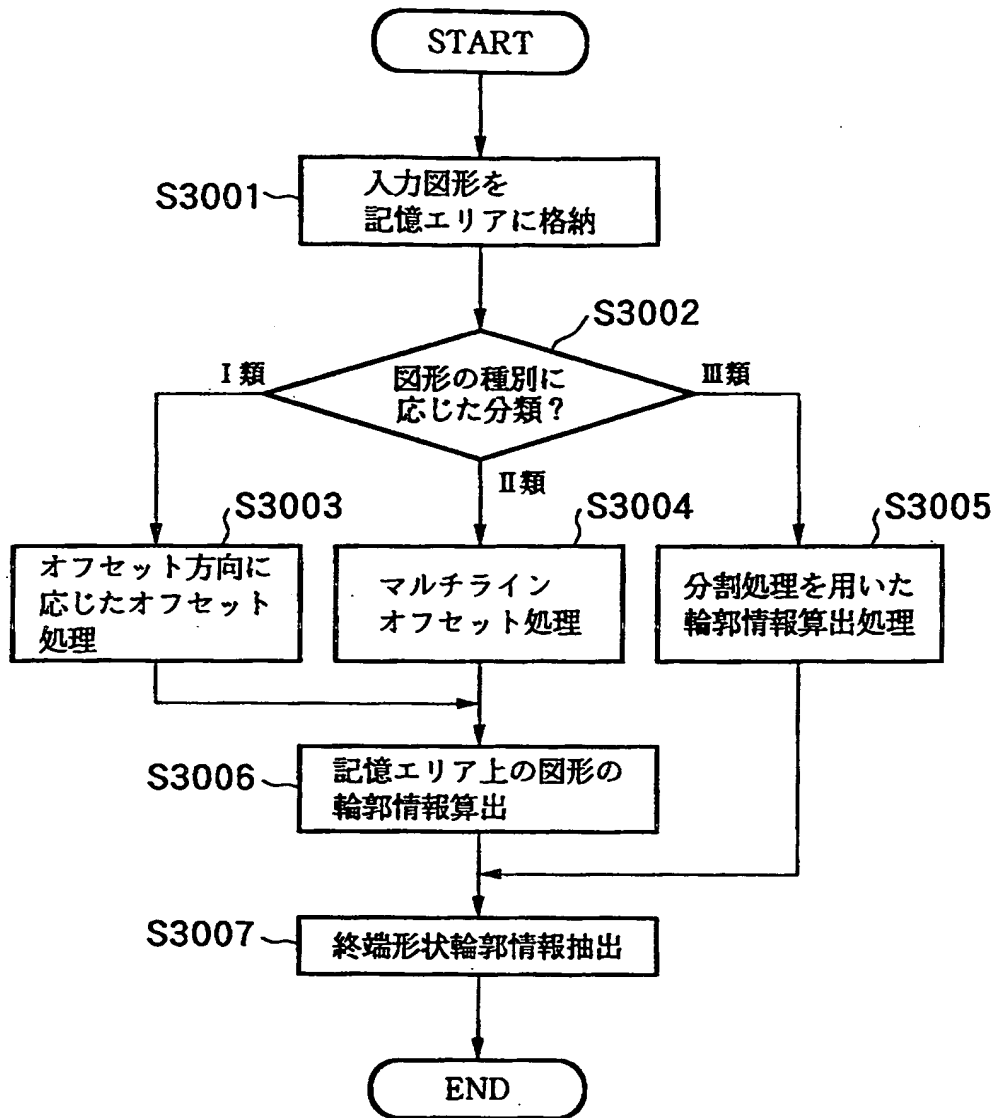 START
S3001
入力図形を
記憶エリアに格納
S3002
図形の種別に
応じた分類?
Ⅰ類
Ⅱ類
Ⅲ類
S3003
オフセット方向に
応じたオフセット
処理
S3004
マルチライン
オフセット処理
S3005
分割処理を用いた
輪郭情報算出処理
S3006
記憶エリア上の図形の
輪郭情報算出
S3007
終端形状輪郭情報抽出
END